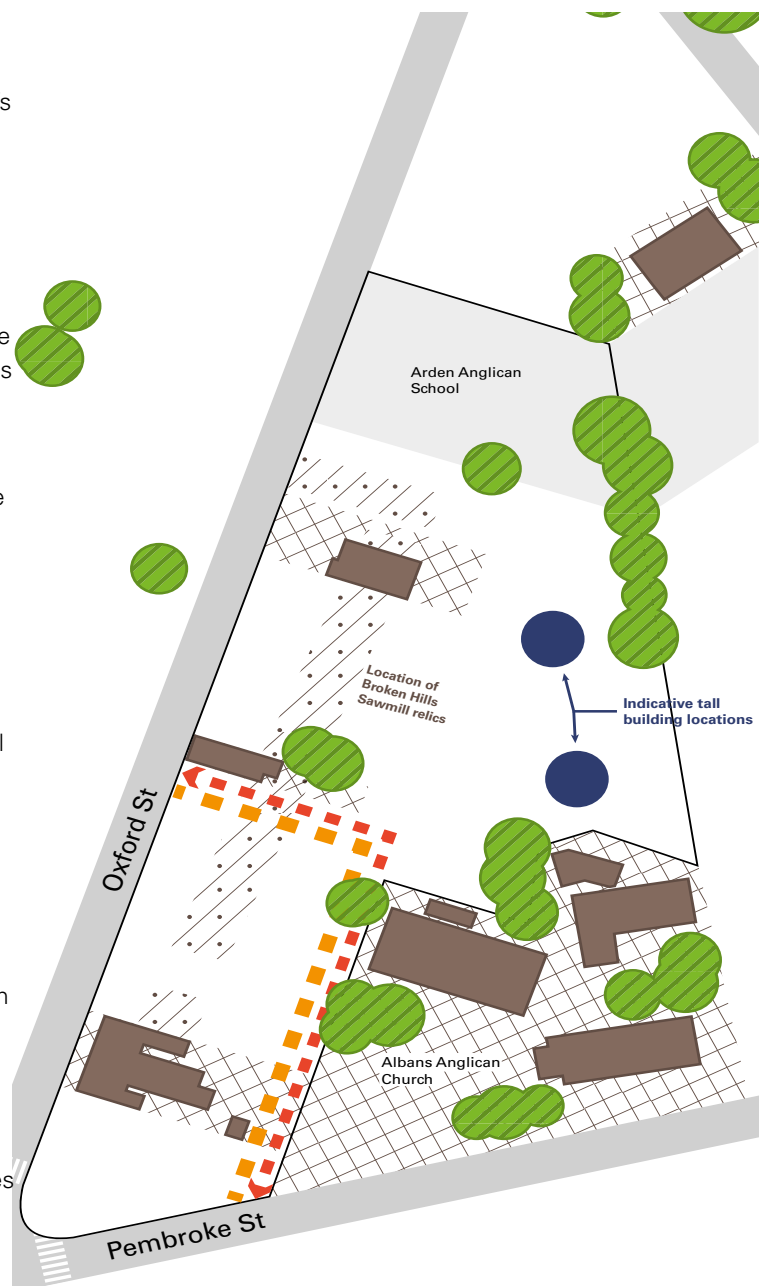 s
e
s
Arden Anglican
School
e
Location of
Broken Hills
Sawmill relics
Indicative tall
building locations
l
Oxford St
n
Albans Anglican
Church
es
Pembroke St